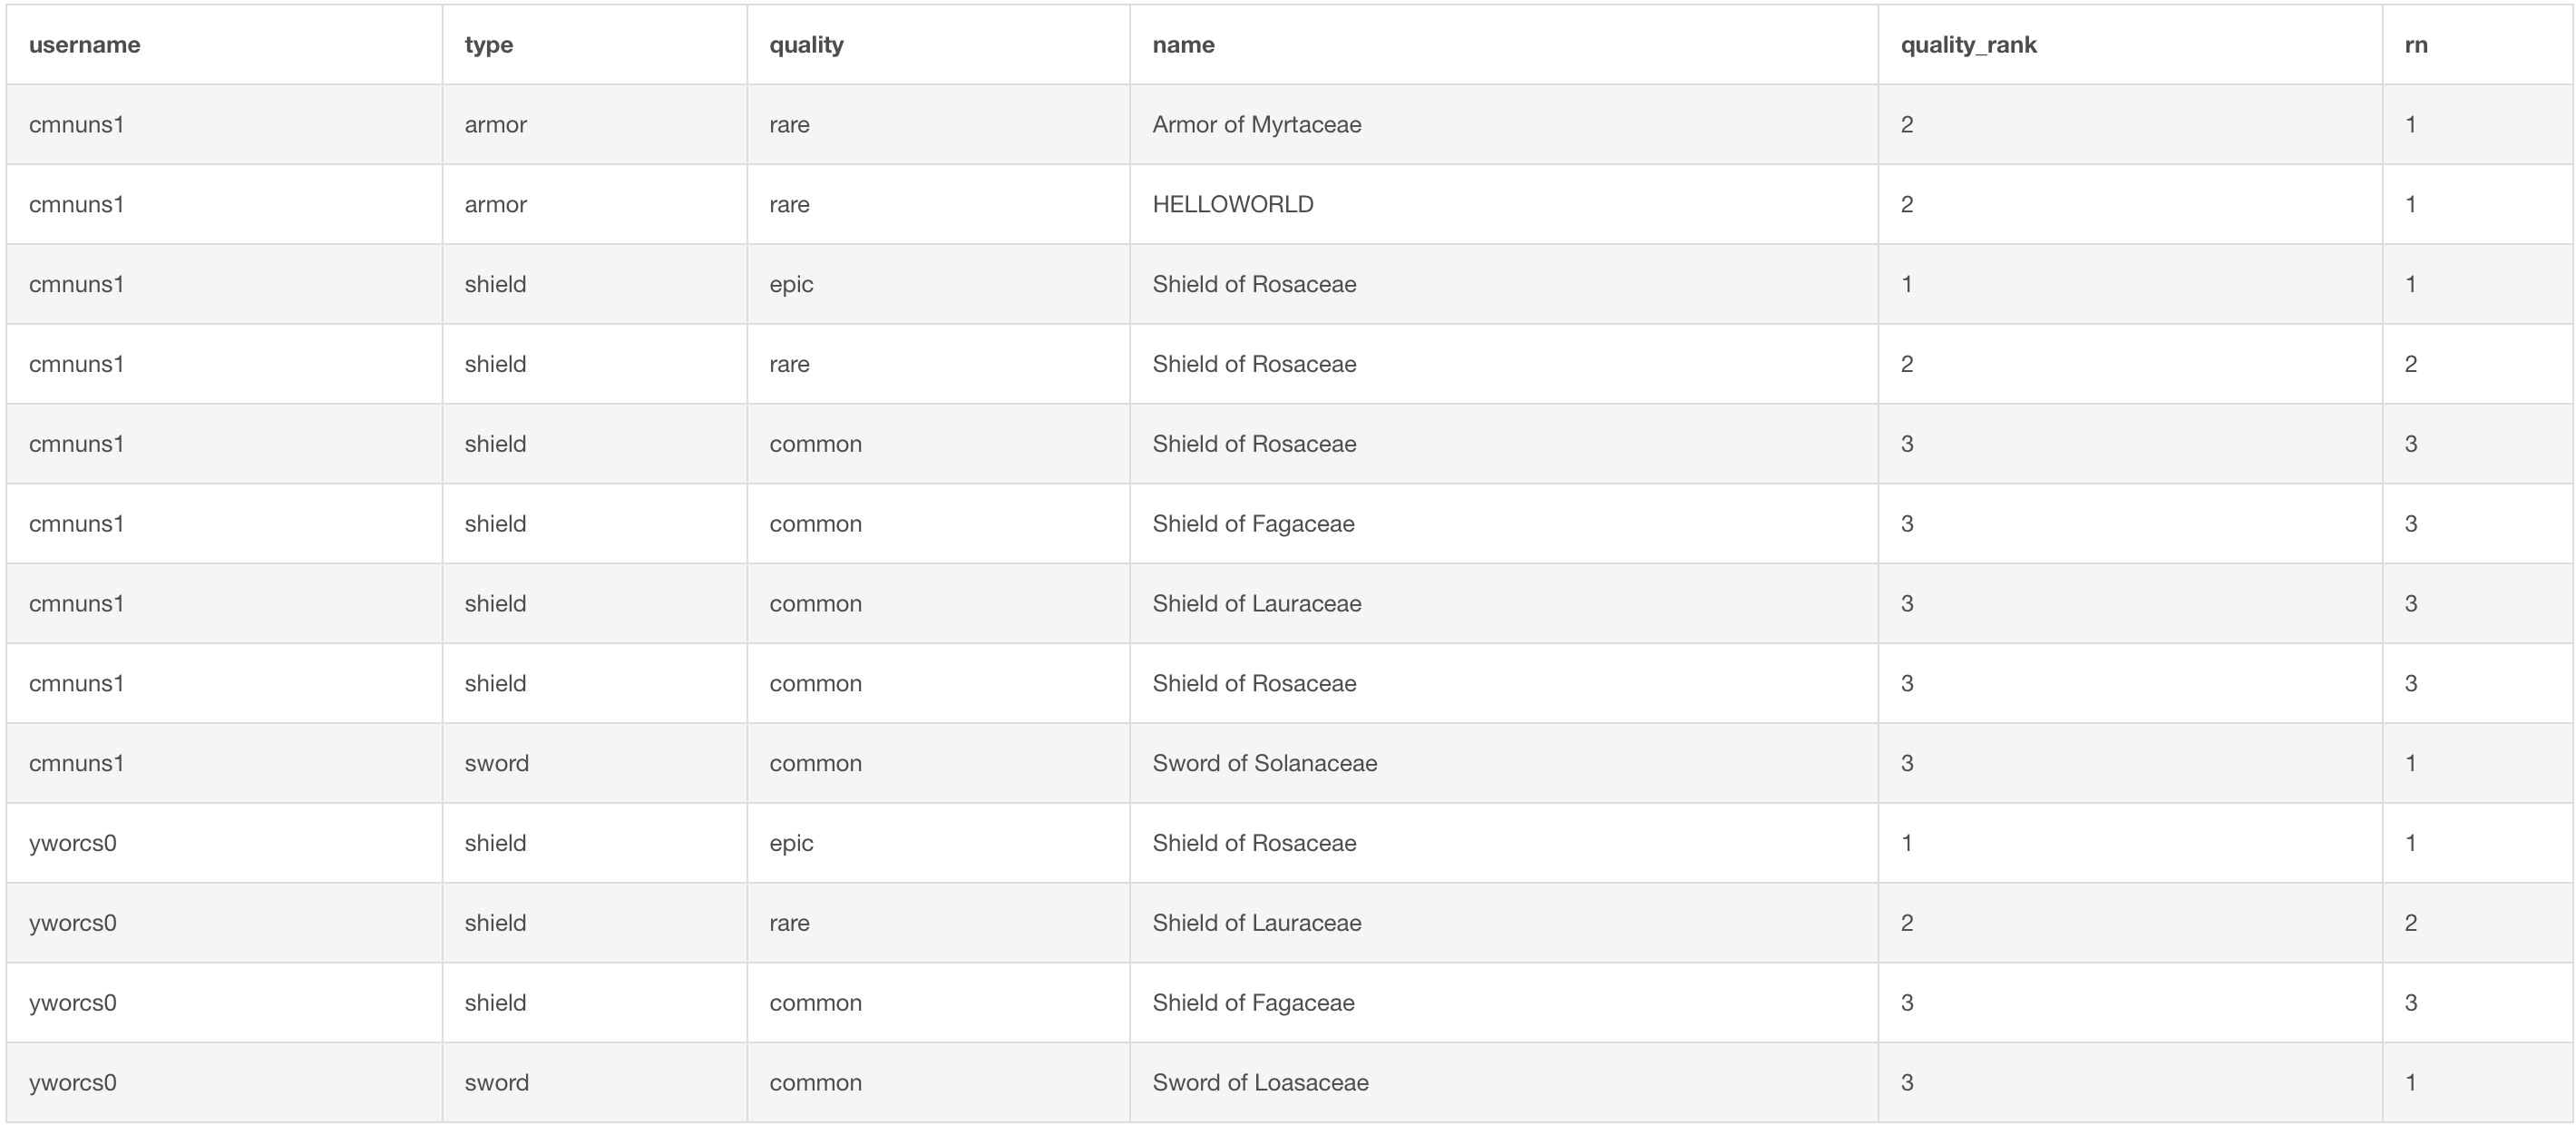 username type quality name quality_rank rn
cmnuns1 armor rare Armor of Myrtaceae 2 1
cmnuns1 armor rare HELLOWORLD 2 1
cmnuns1 shield epic Shield of Rosaceae 1 1
cmnuns1 shield rare Shield of Rosaceae 2 2
cmnuns1 shield common Shield of Rosaceae 3 3
cmnuns1 shield common Shield of Fagaceae 3 3
cmnuns1 shield common Shield of Lauraceae 3 3
cmnuns1 shield common Shield of Rosaceae 3 3
cmnuns1 sword common Sword of Solanaceae 3 1
yworcs0 shield epic Shield of Rosaceae 1 1
yworcs0 shield rare Shield of Lauraceae 2 2
yworcs0 shield common Shield of Fagaceae 3 3
yworcs0 sword common Sword of Loasaceae 3 1